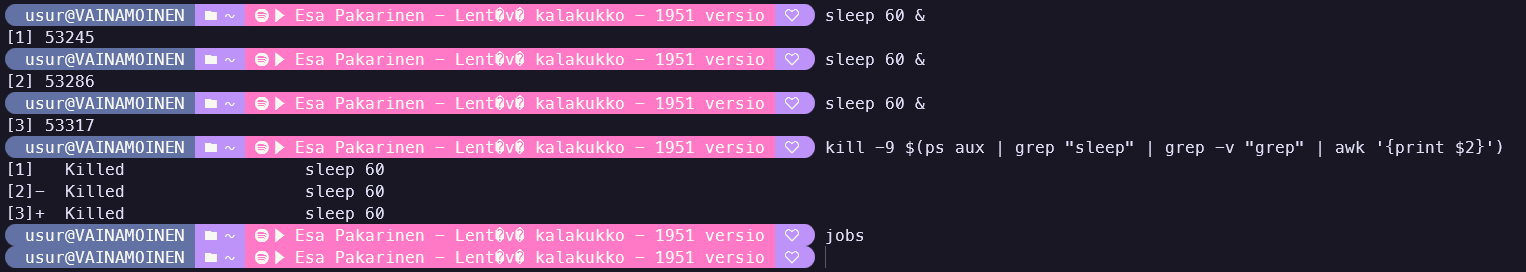 usur@VAINAMOINEN ~ Esa Pakarinen – Lent�v� kalakukko – 1951 versio ♡ sleep 60 &
[1] 53245
usur@VAINAMOINEN ~ Esa Pakarinen – Lent�v� kalakukko – 1951 versio ♡ sleep 60 &
[2] 53286
usur@VAINAMOINEN ~ Esa Pakarinen – Lent�v� kalakukko – 1951 versio ♡ sleep 60 &
[3] 53317
usur@VAINAMOINEN ~ Esa Pakarinen – Lent�v� kalakukko – 1951 versio ♡ kill -9 $(ps aux | grep "sleep" | grep -v "grep" | awk '{print $2}')
[1]   Killed                  sleep 60
[2]-  Killed                  sleep 60
[3]+  Killed                  sleep 60
usur@VAINAMOINEN ~ Esa Pakarinen – Lent�v� kalakukko – 1951 versio ♡ jobs
usur@VAINAMOINEN ~ Esa Pakarinen – Lent�v� kalakukko – 1951 versio ♡